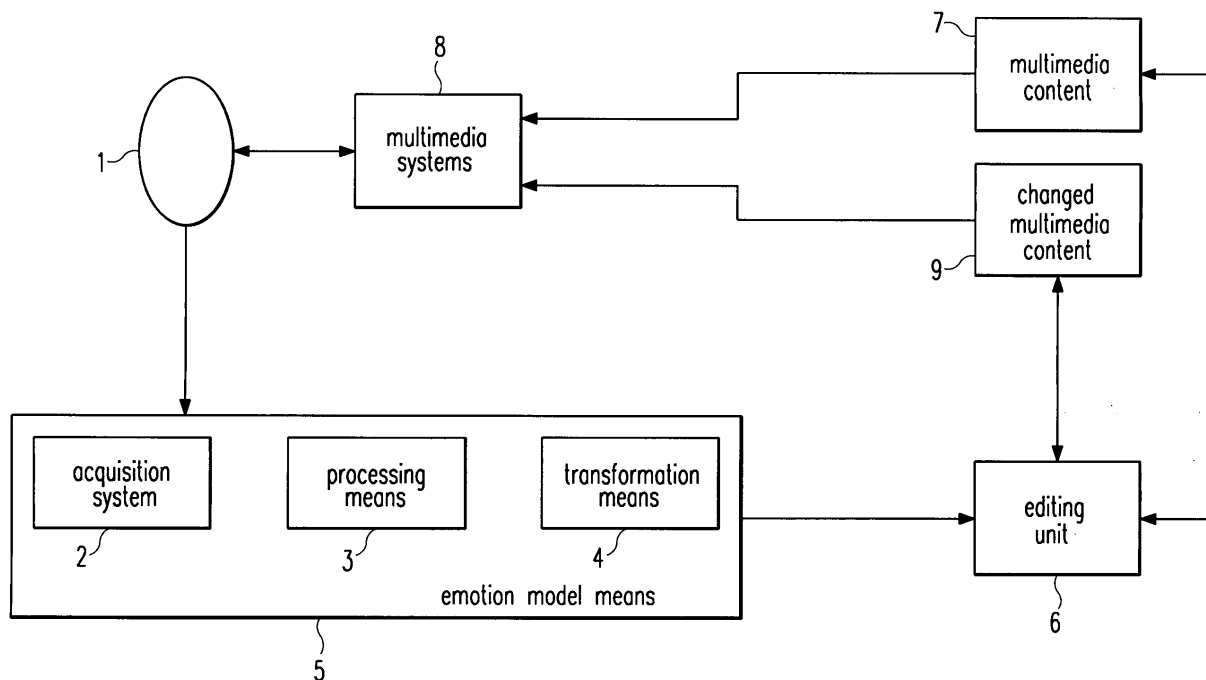 7
multimedia
content
8
multimedia
systems
1
changed
multimedia
content
9
acquisition
system
2
processing
means
3
transformation
means
4
emotion model means
5
editing
unit
6